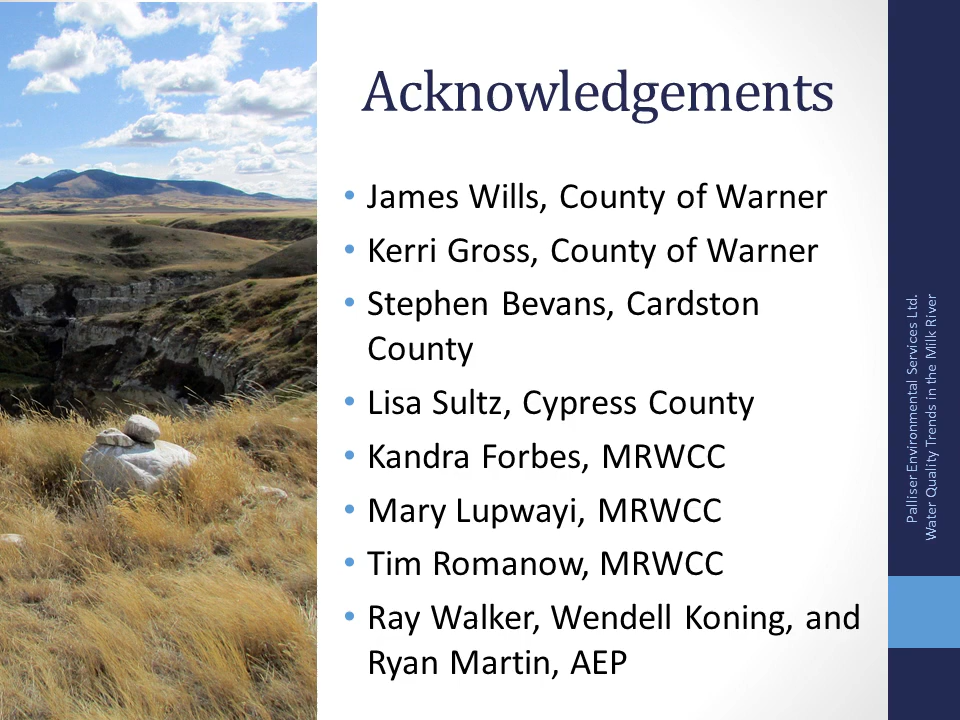 Acknowledgements
• James Wills, County of Warner
• Kerri Gross, County of Warner
• Stephen Bevans, Cardston
County
• Lisa Sultz, Cypress County
• Kandra Forbes, MRWCC
• Mary Lupwayi, MRWCC
• Tim Romanow, MRWCC
• Ray Walker, Wendell Koning, and
Ryan Martin, AEP
Palliser Environmental Services Ltd.
Water Quality Trends in the Milk River